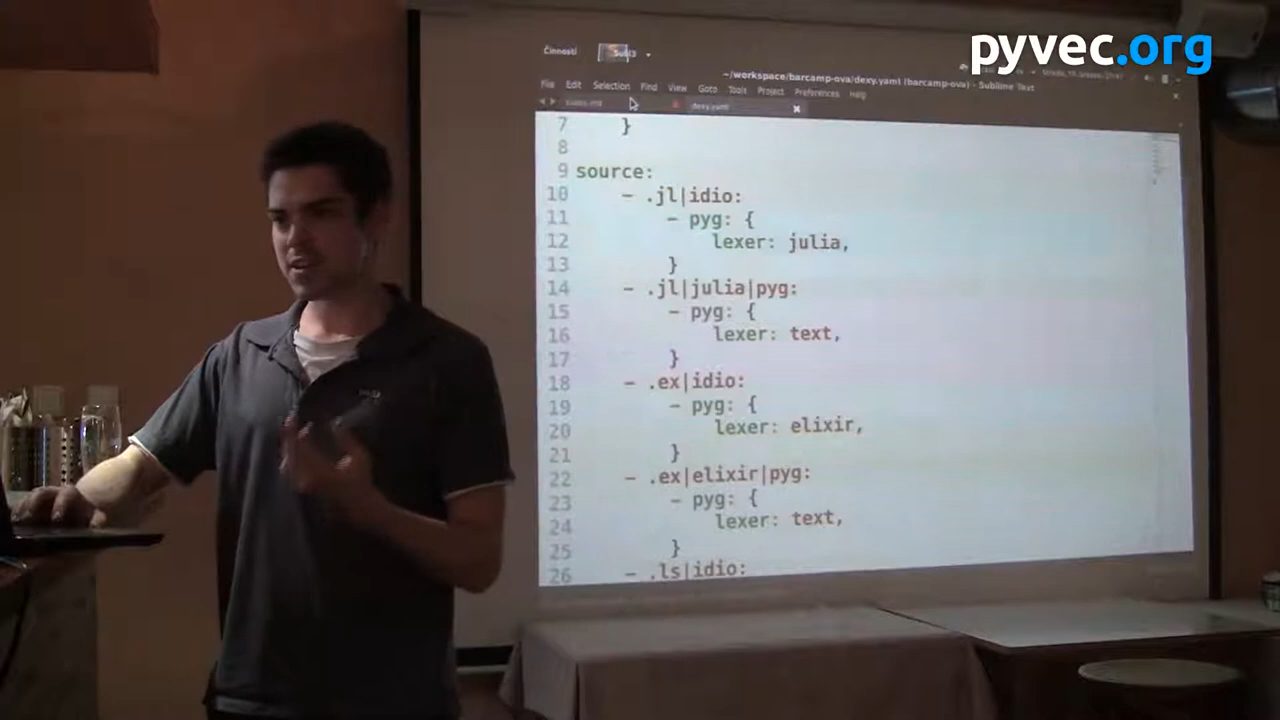 pyvec.org
Činnosti
~/workspace/barcamp-ova/dexy.yaml (barcamp-ova) - Sublime Text
File Edit Selection Find View Goto Tools Project Preferences Help
dexy.yaml
7 }
8
9 source:
10 - .jl|idio:
11 - pyg: {
12 lexer: julia,
13 }
14 - .jl|julia|pyg:
15 - pyg: {
16 lexer: text,
17 }
18 - .ex|idio:
19 - pyg: {
20 lexer: elixir,
21 }
22 - .ex|elixir|pyg:
23 - pyg: {
24 lexer: text,
25 }
26 - .ls|idio: